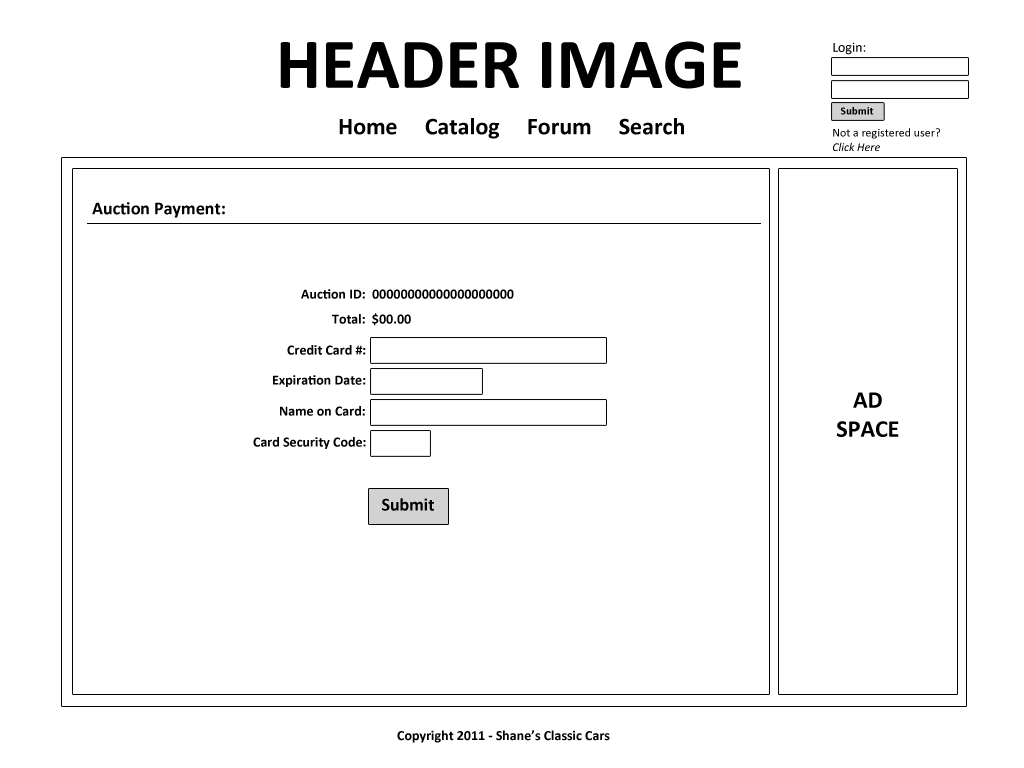 HEADER IMAGE
Login:
Submit
Not a registered user?
Click Here
Home Catalog Forum Search
Auction Payment:
Auction ID: 00000000000000000000
Total: $00.00
Credit Card #:
Expiration Date:
Name on Card:
Card Security Code:
Submit
AD
SPACE
Copyright 2011 - Shane’s Classic Cars